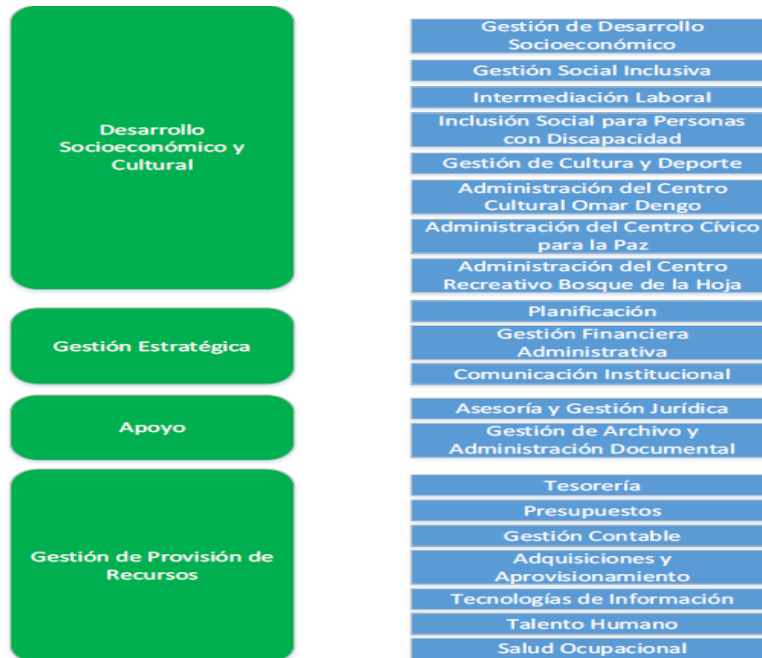 Desarrollo
Socioeconómico y
Cultural
Gestión de Desarrollo
Socioeconómico
Gestión Social Inclusiva
Intermediación Laboral
Inclusión Social para Personas
con Discapacidad
Gestión de Cultura y Deporte
Administración del Centro
Cultural Omar Dengo
Administración del Centro Cívico
para la Paz
Administración del Centro
Recreativo Bosque de la Hoja
Gestión Estratégica
Planificación
Gestión Financiera
Administrativa
Comunicación Institucional
Apoyo
Asesoría y Gestión Jurídica
Gestión de Archivo y
Administración Documental
Gestión de Provisión de
Recursos
Tesorería
Presupuestos
Gestión Contable
Adquisiciones y
Aprovisionamiento
Tecnologías de Información
Talento Humano
Salud Ocupacional